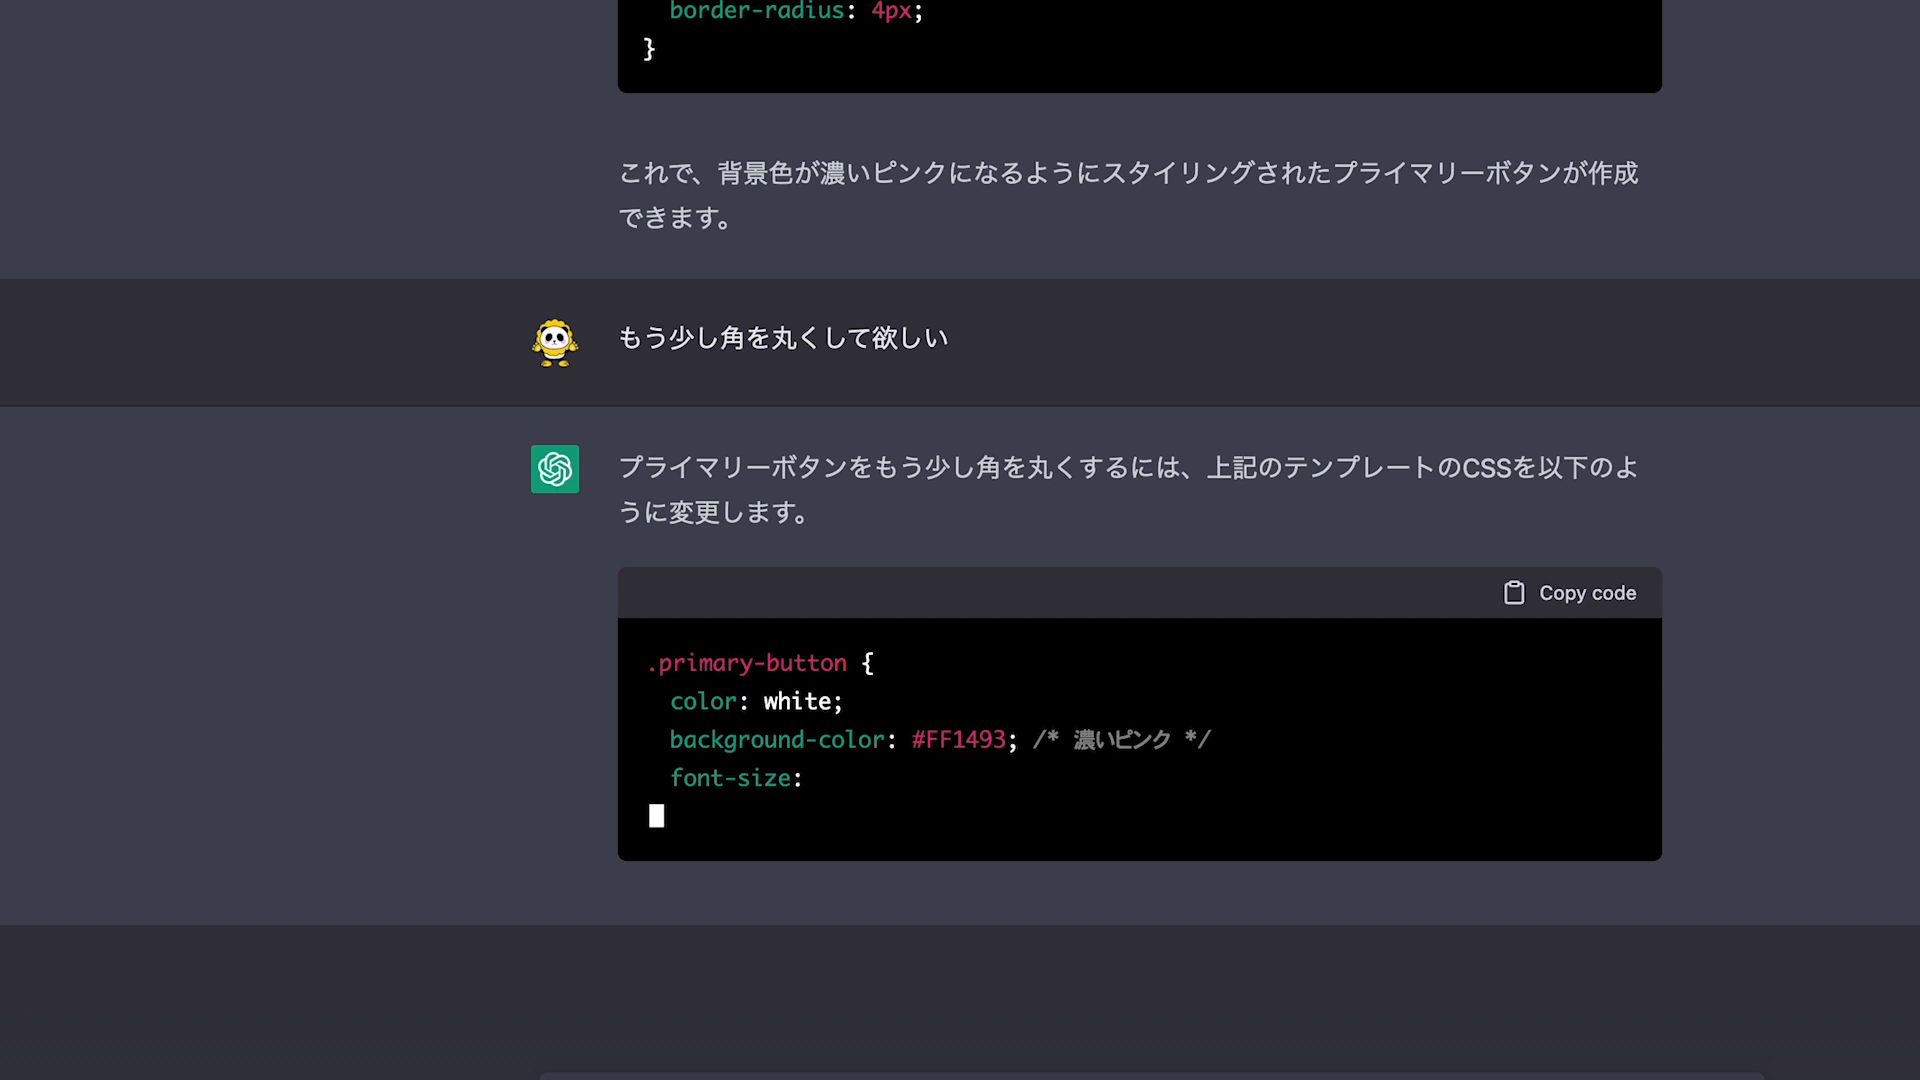 border-radius: 4px;
}
これで、背景色が濃いピンクになるようにスタイリングされたプライマリーボタンが作成
できます。
もう少し角を丸くして欲しい
プライマリーボタンをもう少し角を丸くするには、上記のテンプレートのCSSを以下のよ
うに変更します。
Copy code
.primary-button {
color: white;
background-color: #FF1493; /* 濃いピンク */
font-size: